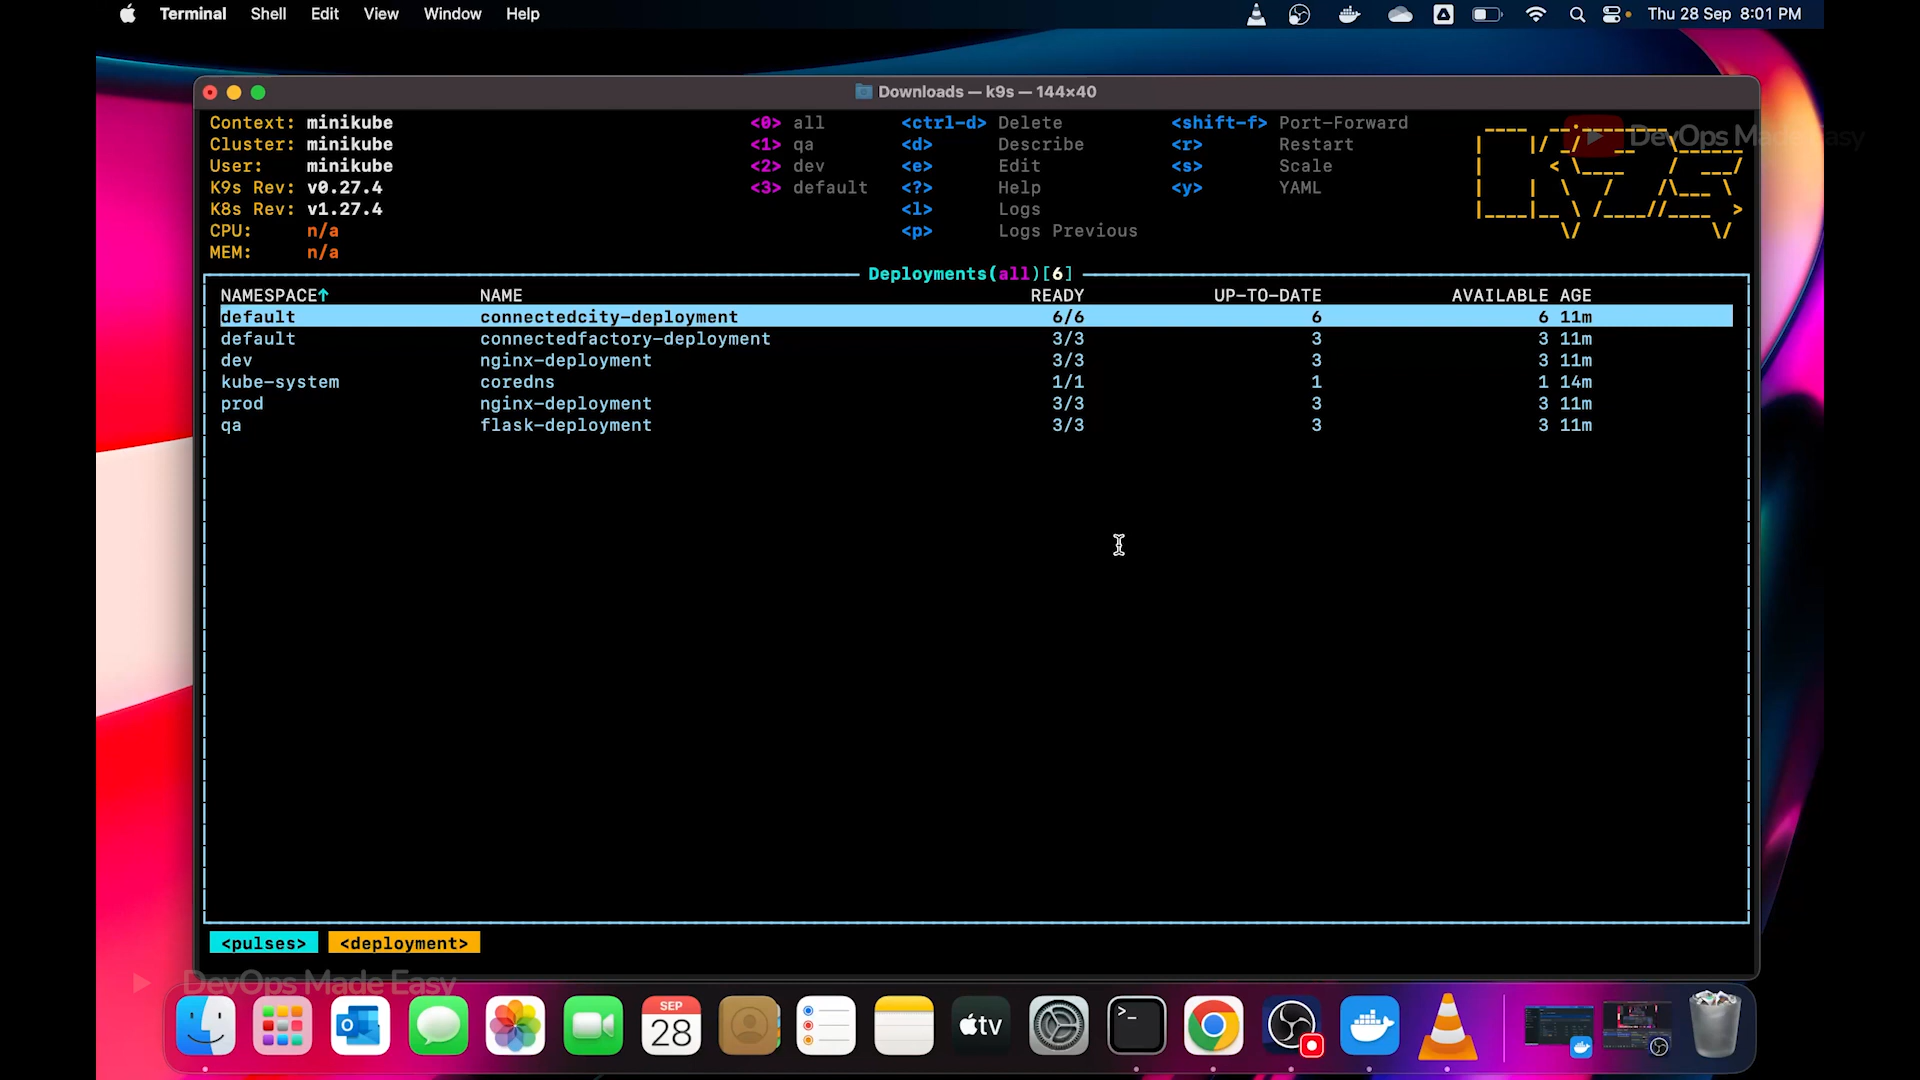 Terminal Shell Edit View Window Help Thu 28 Sep 8:01 PM
Downloads — k9s — 144×40
Context: minikube <0> all <ctrl-d> Delete <shift-f> Port-Forward
Cluster: minikube <1> qa <d> Describe <r> Restart
User: minikube <2> dev <e> Edit <s> Scale
K9s Rev: v0.27.4 <3> default <?> Help <y> YAML
K8s Rev: v1.27.4 <l> Logs
CPU: n/a <p> Logs Previous
MEM: n/a
DevOps Made Easy
K9s
Deployments(all)[6]
NAMESPACE↑ NAME READY UP-TO-DATE AVAILABLE AGE
default connectedcity-deployment 6/6 6 6 11m
default connectedfactory-deployment 3/3 3 3 11m
dev nginx-deployment 3/3 3 3 11m
kube-system coredns 1/1 1 1 14m
prod nginx-deployment 3/3 3 3 11m
qa flask-deployment 3/3 3 3 11m
<pulses> <deployment>
DevOps Made Easy
SEP
28
tv
>_